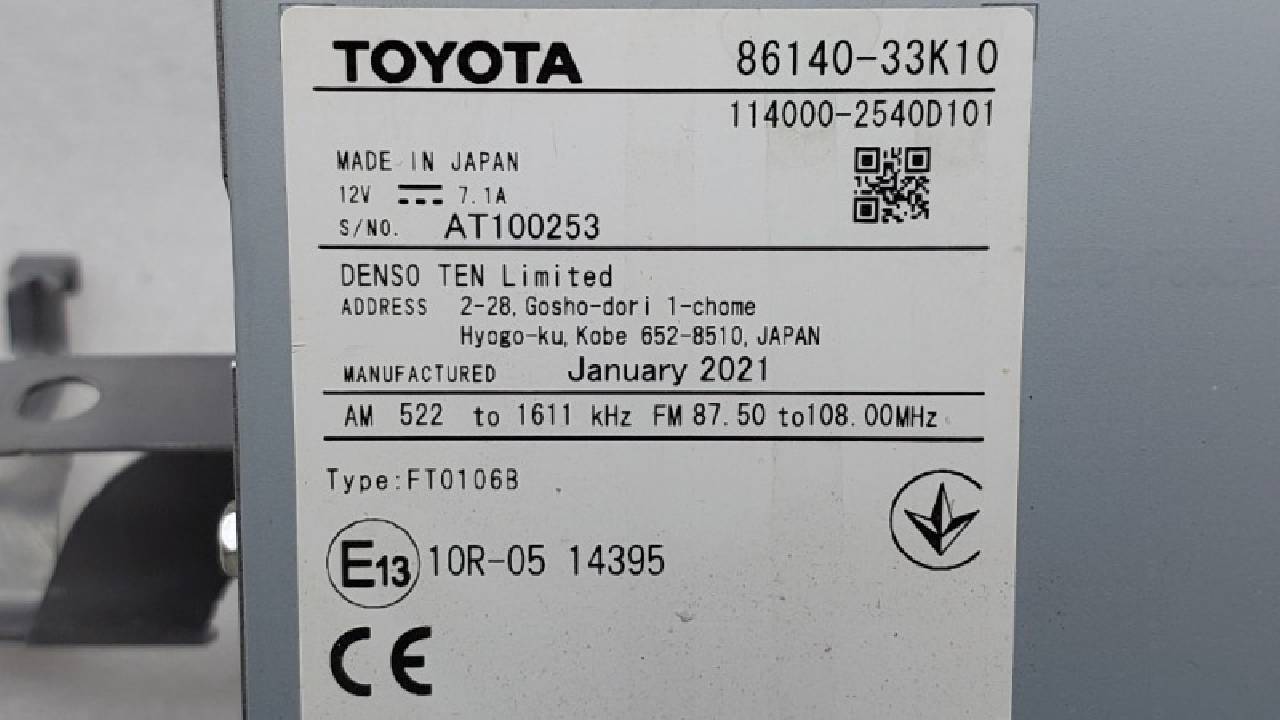 TOYOTA 86140-33K10
114000-2540D101
MADE IN JAPAN
12V 7.1A
S/NO. AT100253
DENSO TEN Limited
ADDRESS 2-28, Gosho-dori 1-chome
Hyogo-ku, Kobe 652-8510, JAPAN
MANUFACTURED January 2021
AM 522 to 1611 kHz FM 87.50 to108.00MHz
Type:FT0106B
E13 10R-05 14395
CE